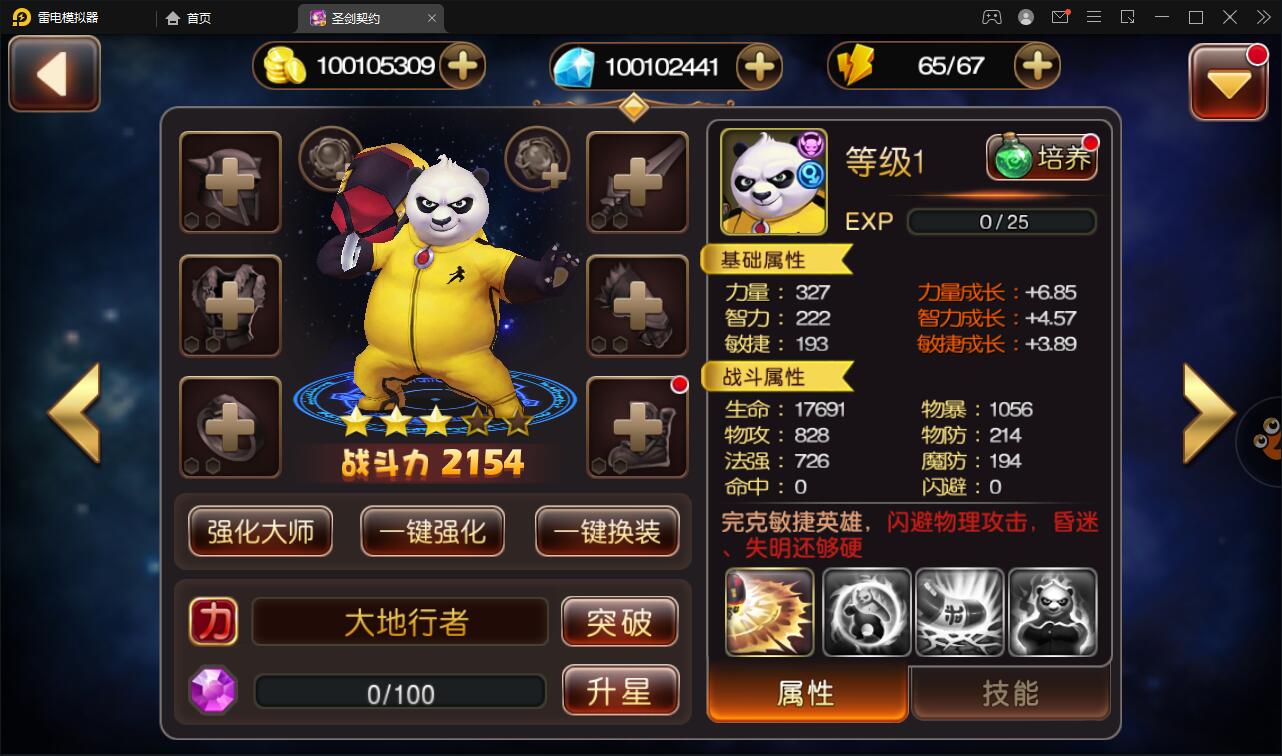 雷电模拟器
首页
圣剑契约
100105309
100102441
65/67
等级1
培养
EXP
0/25
基础属性
力量： 327
力量成长：+6.85
智力： 222
智力成长：+4.57
敏捷： 193
敏捷成长：+3.89
战斗属性
生命： 17691
物暴： 1056
物攻： 828
物防： 214
法强： 726
魔防： 194
命中： 0
闪避： 0
完克敏捷英雄，闪避物理攻击，昏迷
、失明还够硬
战斗力 2154
强化大师
一键强化
一键换装
力
大地行者
突破
0/100
升星
属性
技能